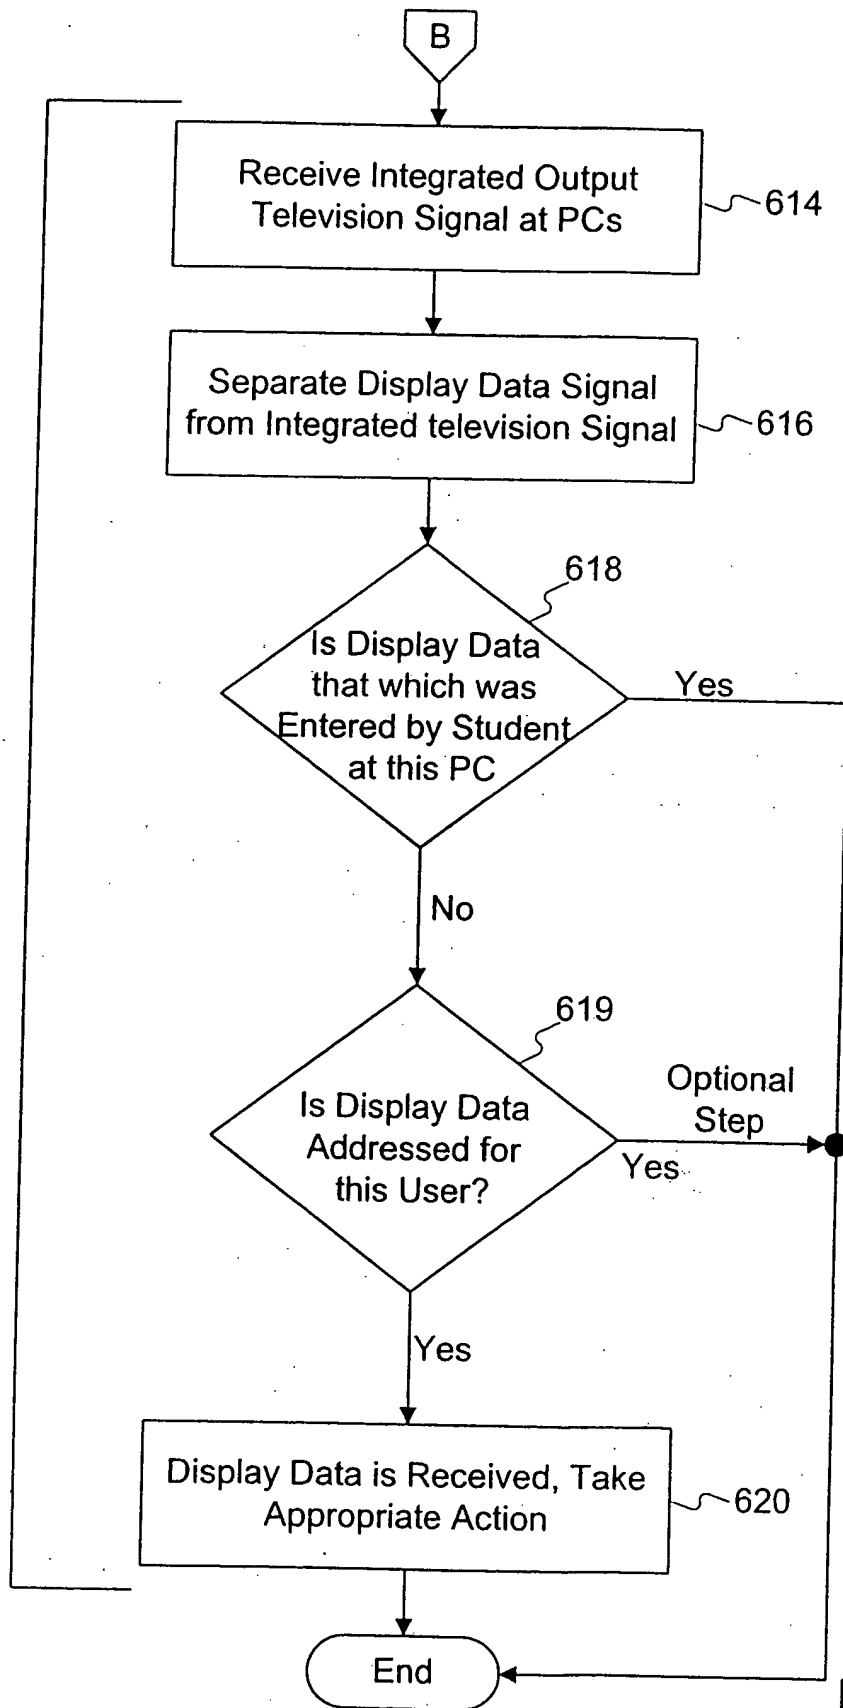 B
Receive Integrated Output
Television Signal at PCs
614
Separate Display Data Signal
from Integrated television Signal
616
618
Is Display Data
that which was
Entered by Student
at this PC
Yes
No
619
Is Display Data
Addressed for
this User?
Optional
Step
Yes
Yes
Display Data is Received, Take
Appropriate Action
620
End